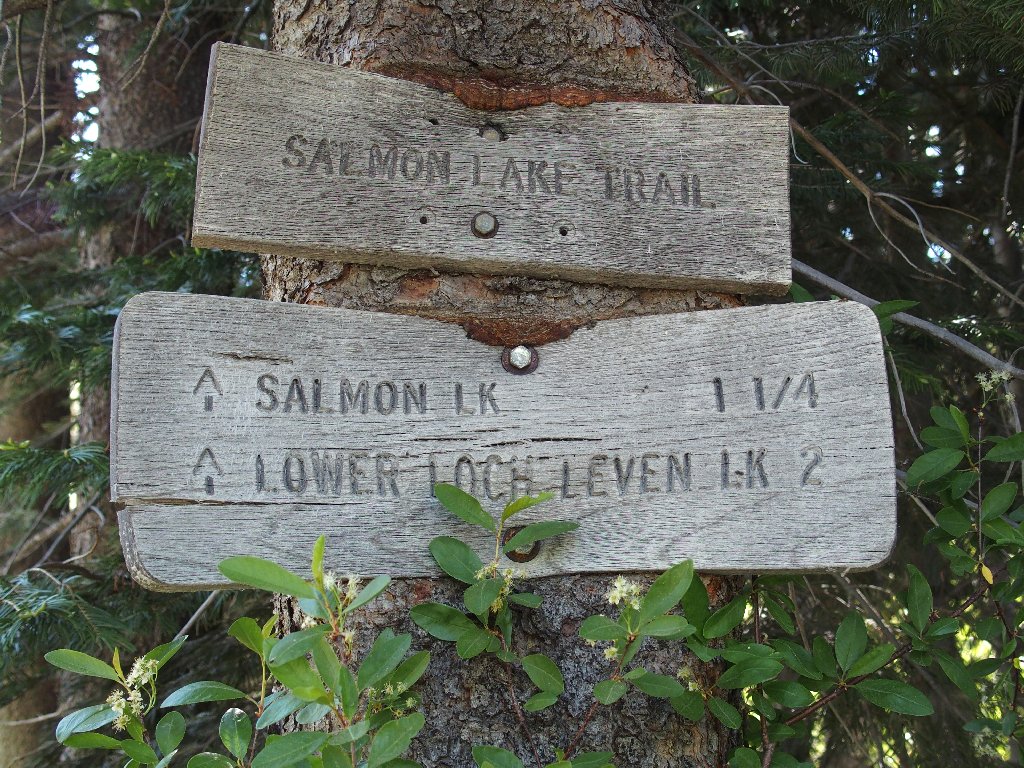 SALMON LAKE TRAIL.
↑ SALMON LK 1 1/4
↑ LOWER LOCH LEVEN LK 2